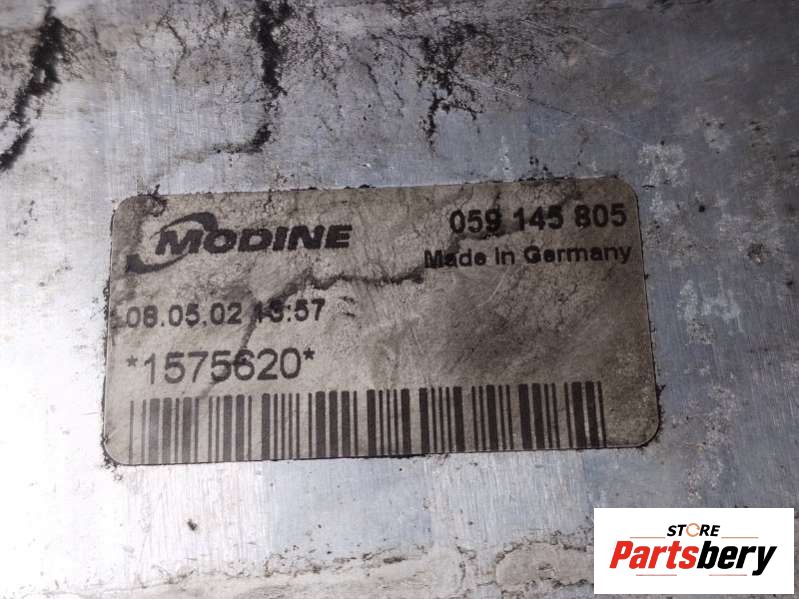 MODINE
059 145 805
Made in Germany
08.05.02 13:57
*1575620*
STORE
Partsbery